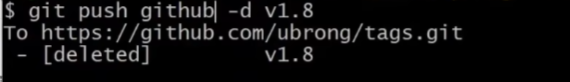 $ git push github -d v1.8
To https://github.com/ubrong/tags.git
 - [deleted]         v1.8